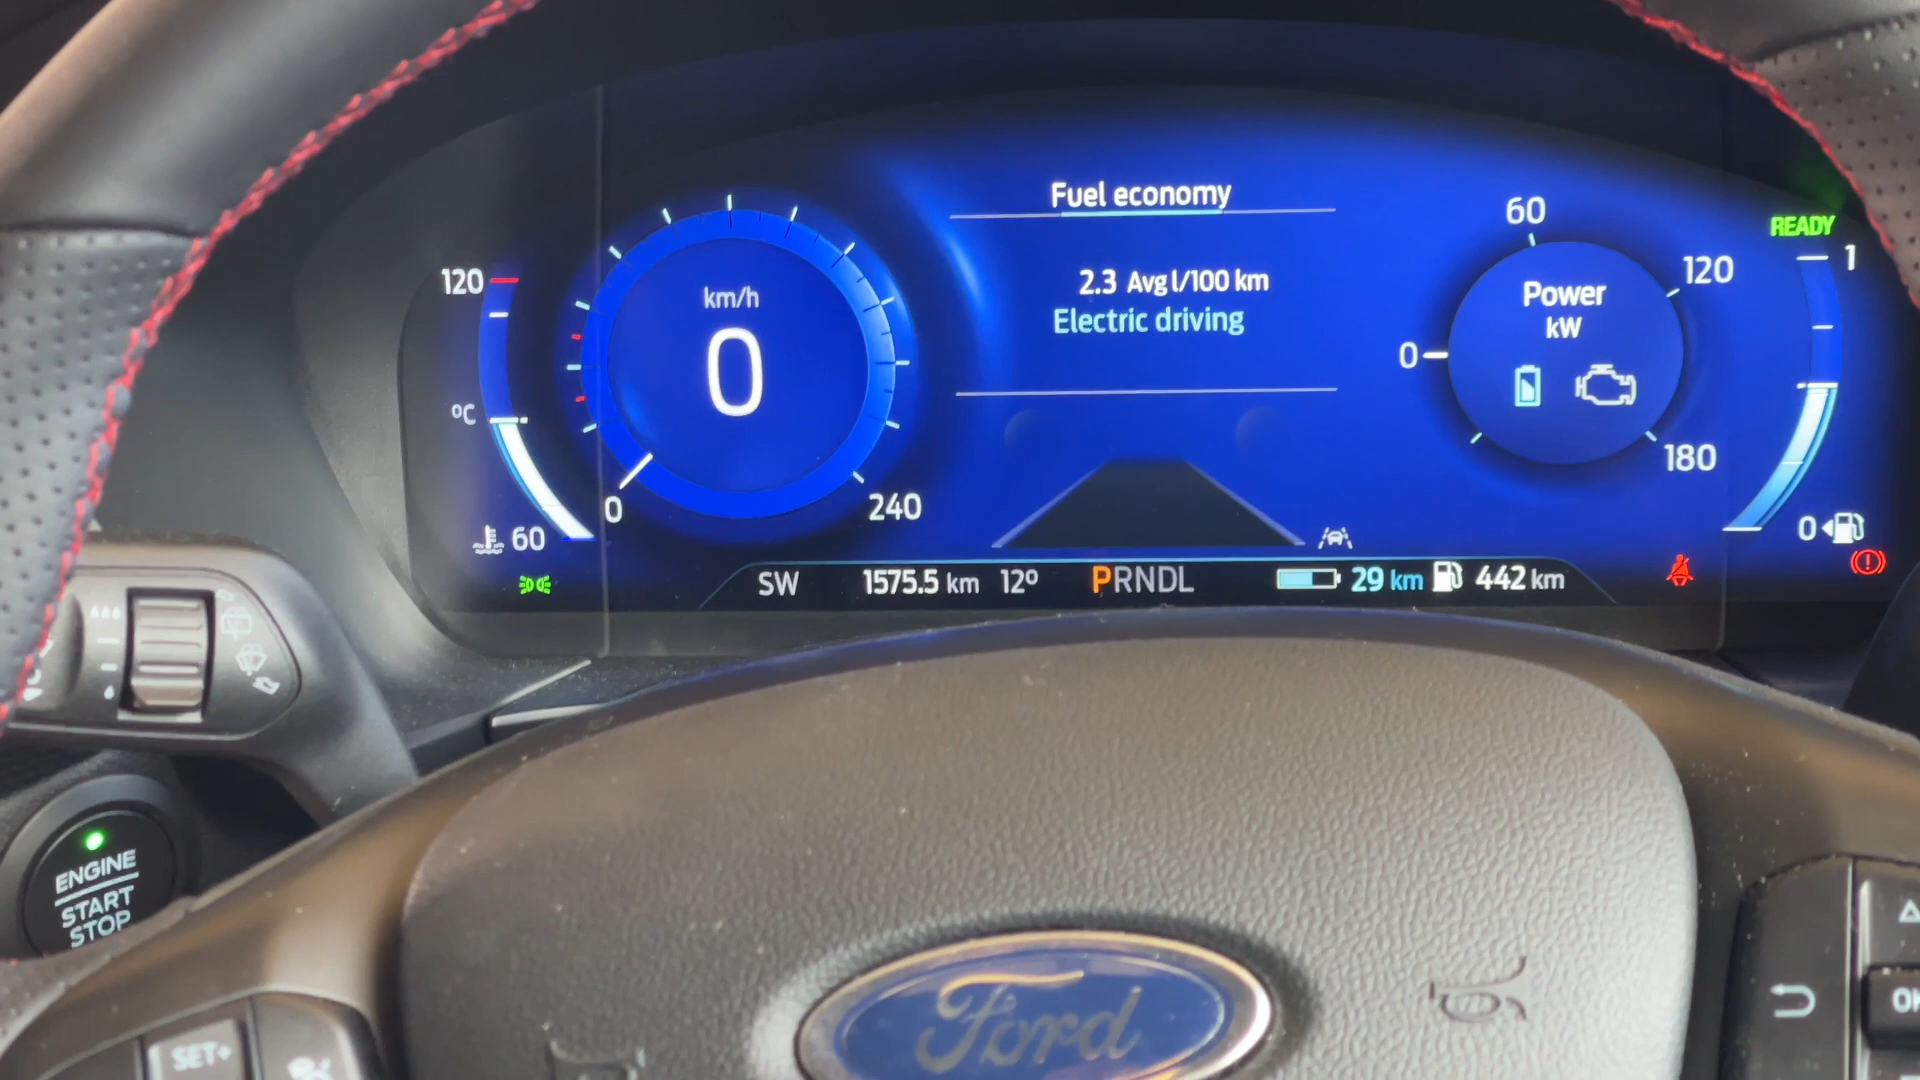 Fuel economy
2.3 Avg l/100 km
Electric driving
120
°C
60
km/h
0
0
240
60
120
180
0
Power
kW
READY
1
0
SW 1575.5 km 12° PRNDL 29 km 442 km
ENGINE
START
STOP
SET+
Ford
OK